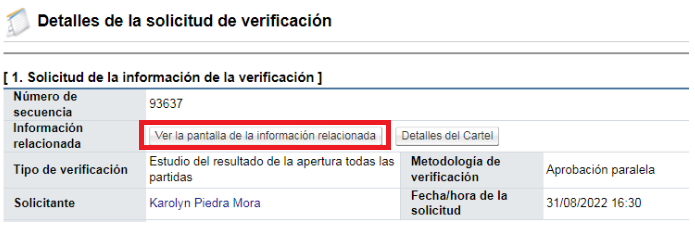 Detalles de la solicitud de verificación
[ 1. Solicitud de la información de la verificación ]
Número de
secuencia
93637
Información
relacionada
Ver la pantalla de la información relacionada
Detalles del Cartel
Tipo de verificación
Estudio del resultado de la apertura todas las
partidas
Metodología de
verificación
Aprobación paralela
Solicitante
Karolyn Piedra Mora
Fecha/hora de la
solicitud
31/08/2022 16:30